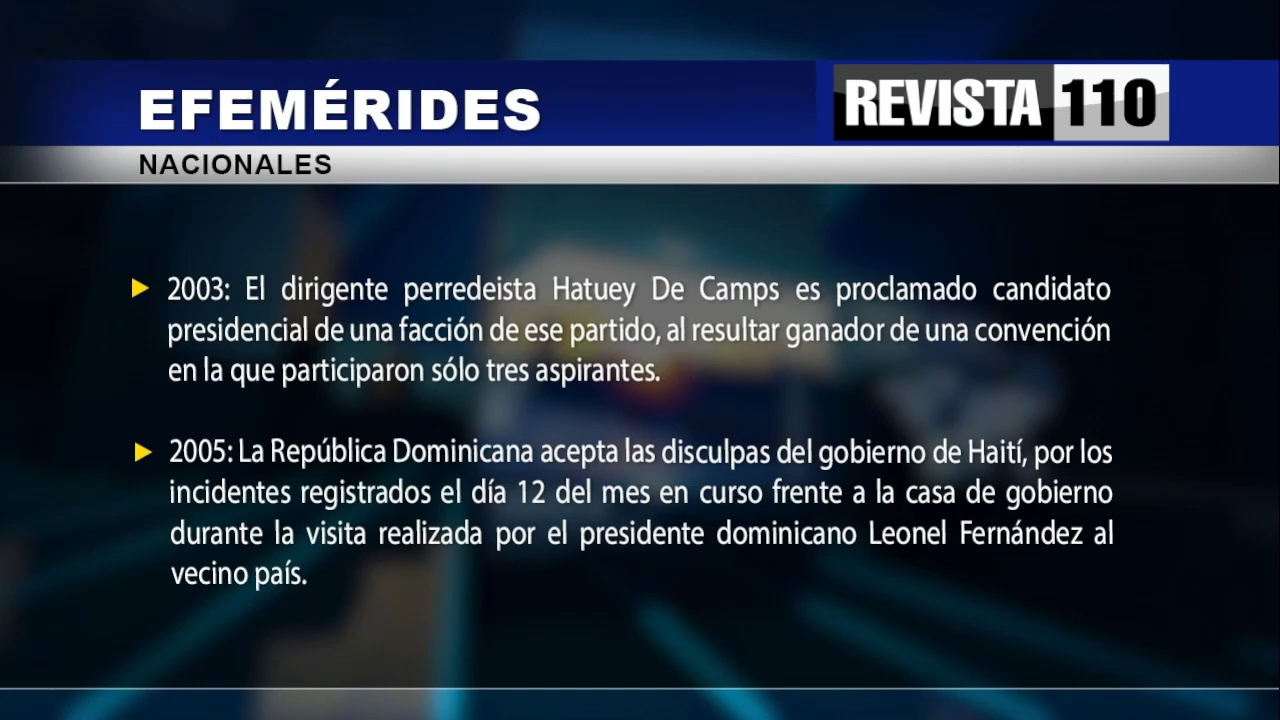 EFEMÉRIDES
REVISTA 110
NACIONALES
2003: El dirigente perredeista Hatuey De Camps es proclamado candidato
presidencial de una facción de ese partido, al resultar ganador de una convención
en la que participaron sólo tres aspirantes.
2005: La República Dominicana acepta las disculpas del gobierno de Haití, por los
incidentes registrados el día 12 del mes en curso frente a la casa de gobierno
durante la visita realizada por el presidente dominicano Leonel Fernández al
vecino país.